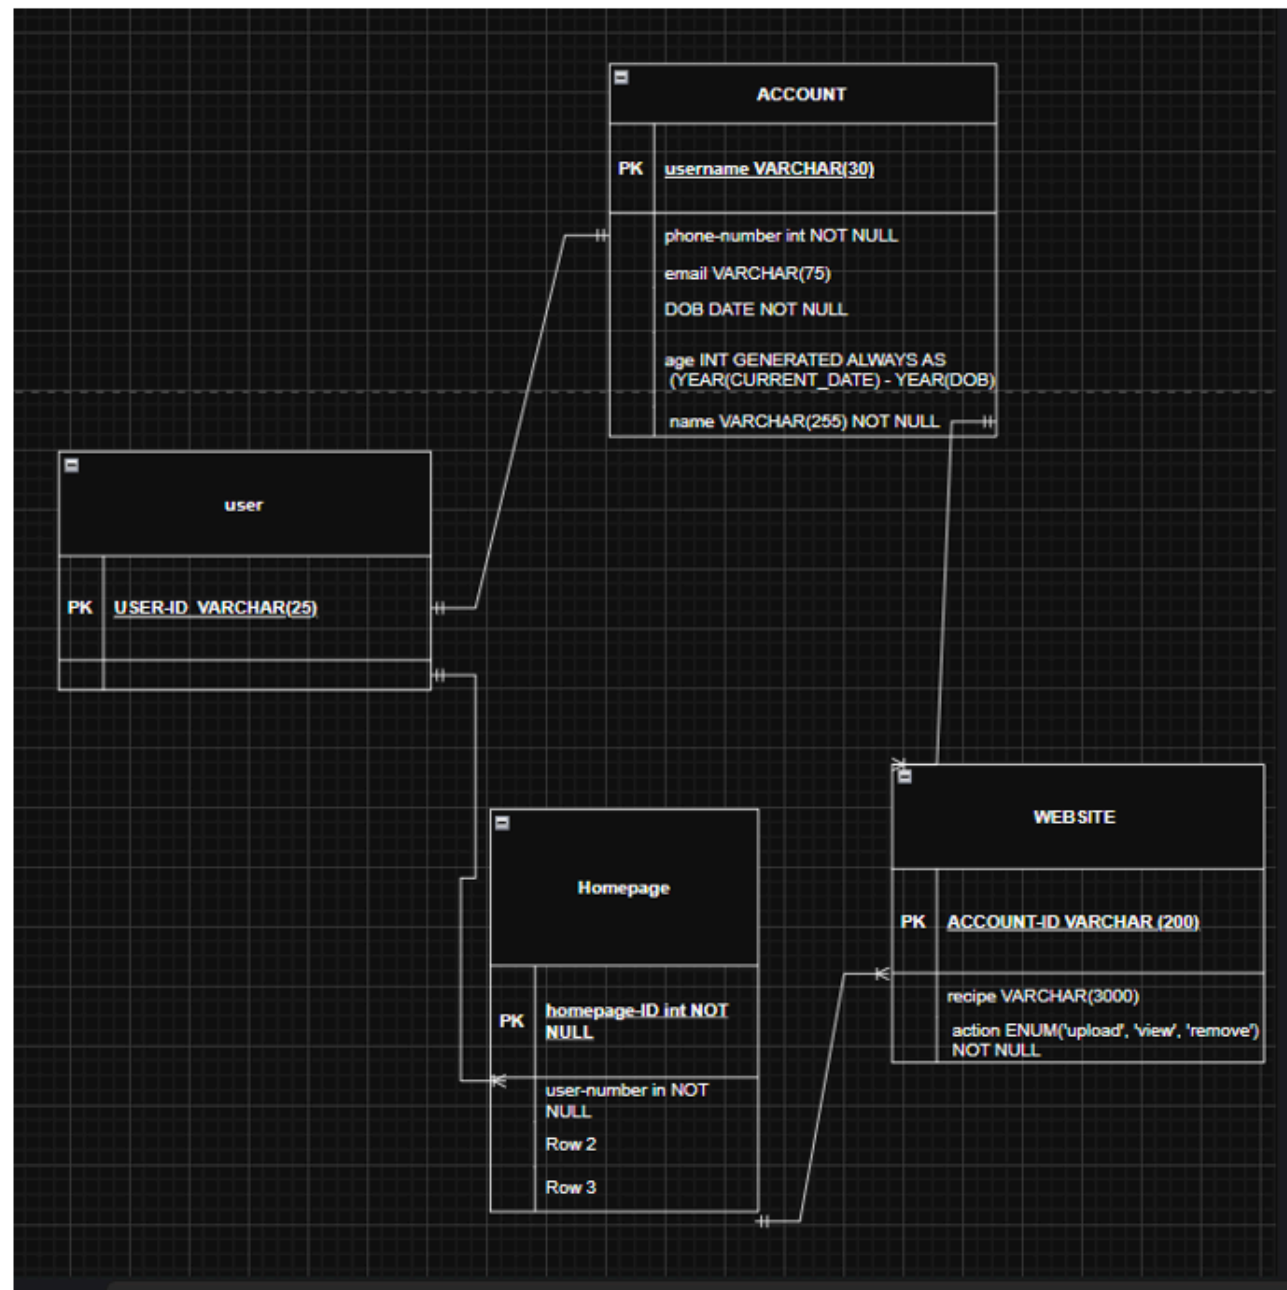 ACCOUNT
PK
username VARCHAR(30)
phone-number int NOT NULL
email VARCHAR(75)
DOB DATE NOT NULL
age INT GENERATED ALWAYS AS
(YEAR(CURRENT_DATE) - YEAR(DOB)
name VARCHAR(255) NOT NULL
user
PK
USER-ID VARCHAR(25)
Homepage
PK
homepage-ID int NOT
NULL
user-number in NOT
NULL
Row 2
Row 3
WEBSITE
PK
ACCOUNT-ID VARCHAR (200)
recipe VARCHAR(3000)
action ENUM('upload', 'view', 'remove')
NOT NULL